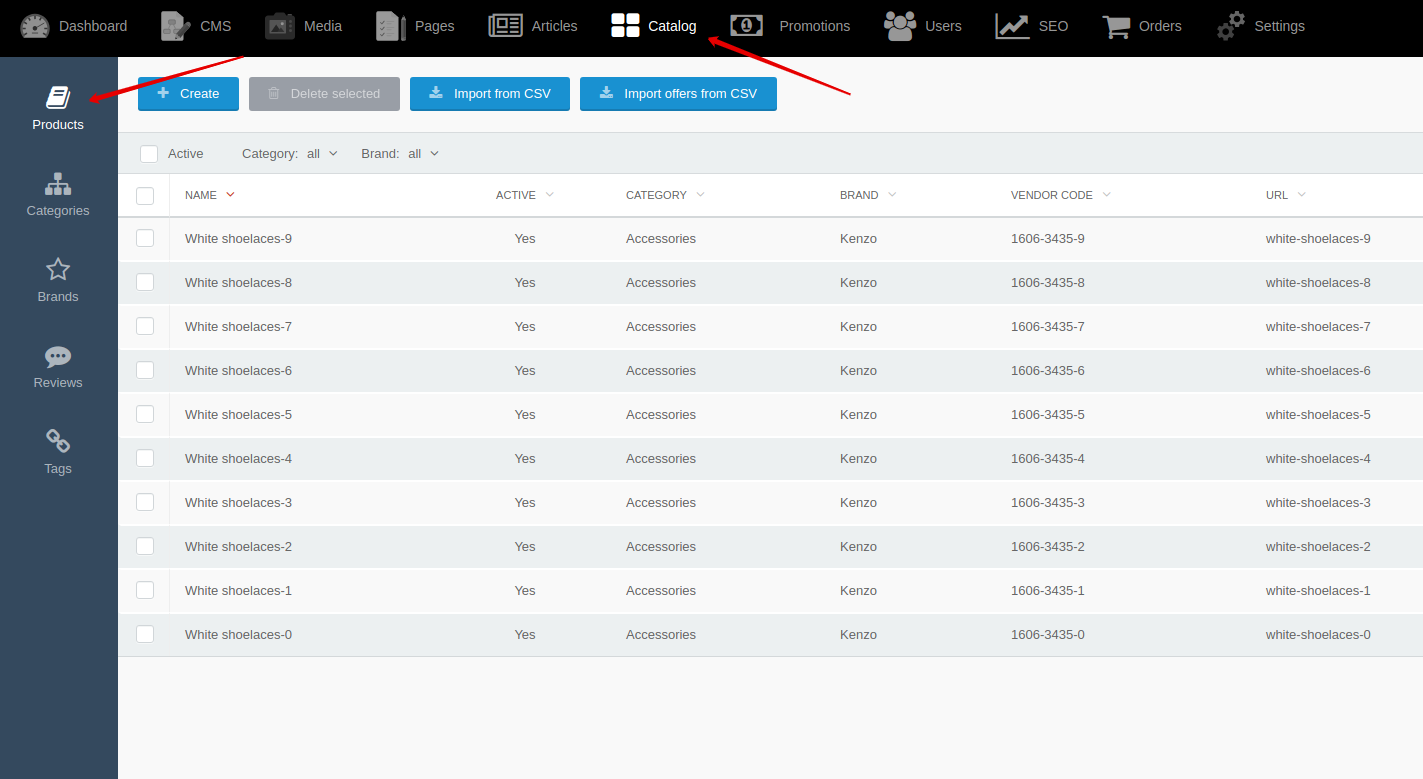 Dashboard CMS Media Pages Articles Catalog Promotions Users SEO Orders Settings
Products
Categories
Brands
Reviews
Tags
Create Delete selected Import from CSV Import offers from CSV
Active Category: all Brand: all
NAME ACTIVE CATEGORY BRAND VENDOR CODE URL
White shoelaces-9 Yes Accessories Kenzo 1606-3435-9 white-shoelaces-9
White shoelaces-8 Yes Accessories Kenzo 1606-3435-8 white-shoelaces-8
White shoelaces-7 Yes Accessories Kenzo 1606-3435-7 white-shoelaces-7
White shoelaces-6 Yes Accessories Kenzo 1606-3435-6 white-shoelaces-6
White shoelaces-5 Yes Accessories Kenzo 1606-3435-5 white-shoelaces-5
White shoelaces-4 Yes Accessories Kenzo 1606-3435-4 white-shoelaces-4
White shoelaces-3 Yes Accessories Kenzo 1606-3435-3 white-shoelaces-3
White shoelaces-2 Yes Accessories Kenzo 1606-3435-2 white-shoelaces-2
White shoelaces-1 Yes Accessories Kenzo 1606-3435-1 white-shoelaces-1
White shoelaces-0 Yes Accessories Kenzo 1606-3435-0 white-shoelaces-0